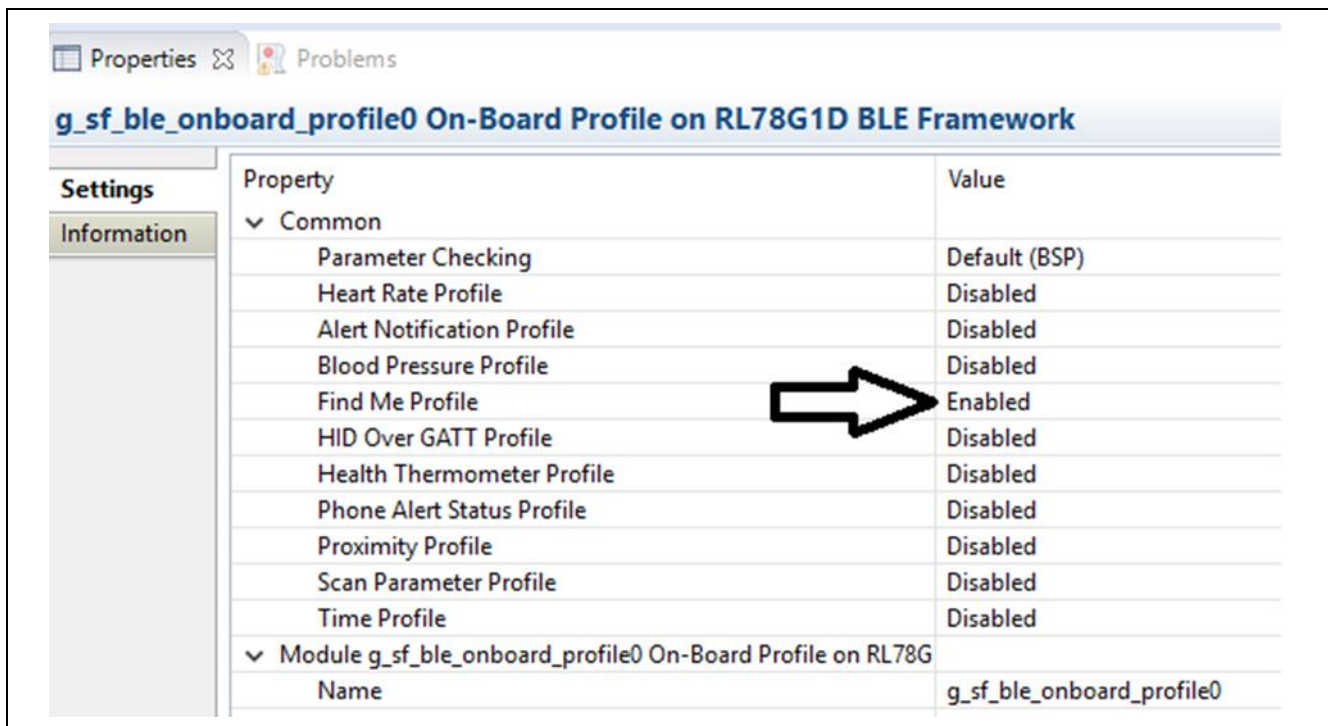 Properties Problems
g_sf_ble_onboard_profile0 On-Board Profile on RL78G1D BLE Framework
Settings
Information
Property Value
Common
Parameter Checking Default (BSP)
Heart Rate Profile Disabled
Alert Notification Profile Disabled
Blood Pressure Profile Disabled
Find Me Profile Enabled
HID Over GATT Profile Disabled
Health Thermometer Profile Disabled
Phone Alert Status Profile Disabled
Proximity Profile Disabled
Scan Parameter Profile Disabled
Time Profile Disabled
Module g_sf_ble_onboard_profile0 On-Board Profile on RL78G
Name g_sf_ble_onboard_profile0